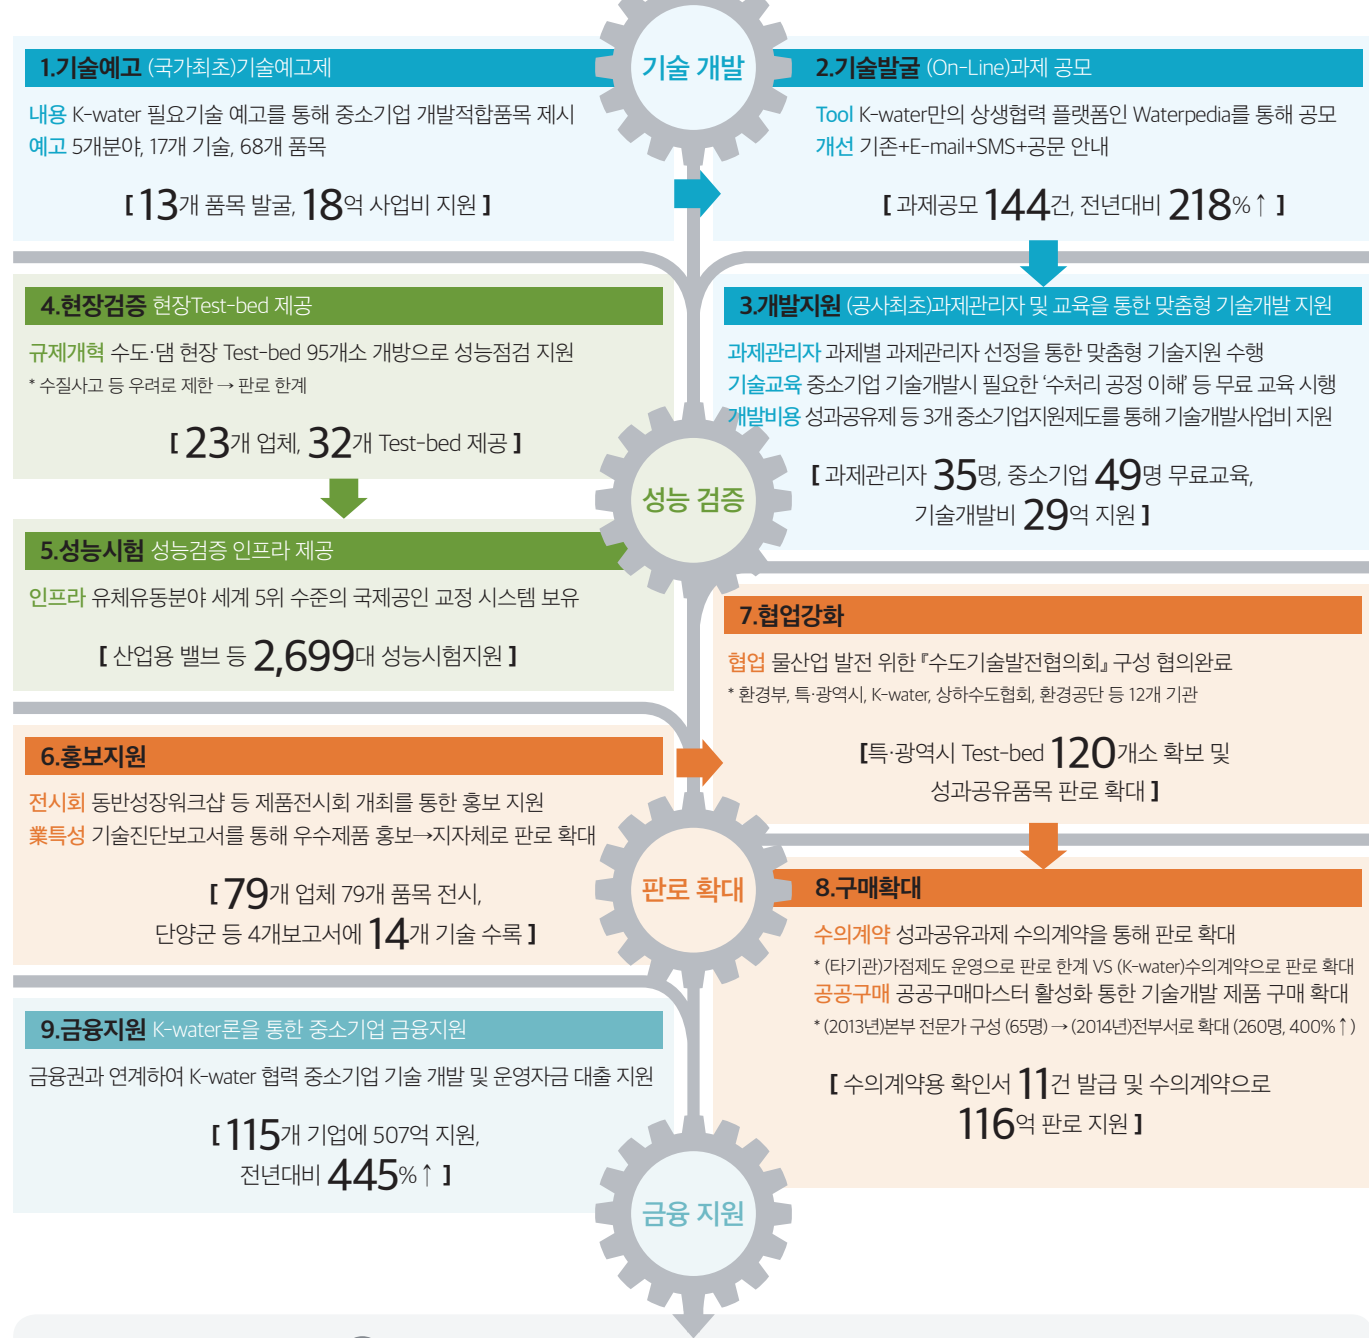 기술 개발
1.기술예고 (국가최초)기술예고제
내용 K-water 필요기술 예고를 통해 중소기업 개발적합품목 제시
예고 5개분야, 17개 기술, 68개 품목
[ 13개 품목 발굴, 18억 사업비 지원 ]
2.기술발굴 (On-Line)과제 공모
Tool K-water만의 상생협력 플랫폼인 Waterpedia를 통해 공모
개선 기존+E-mail+SMS+공문 안내
[ 과제공모 144건, 전년대비 218%↑ ]
3.개발지원 (공사최초)과제관리자 및 교육을 통한 맞춤형 기술개발 지원
과제관리자 과제별 과제관리자 선정을 통한 맞춤형 기술지원 수행
기술교육 중소기업 기술개발시 필요한 ‘수처리 공정 이해’ 등 무료 교육 시행
개발비용 성과공유제 등 3개 중소기업지원제도를 통해 기술개발사업비 지원
[ 과제관리자 35명, 중소기업 49명 무료교육,
기술개발비 29억 지원 ]
4.현장검증 현장Test-bed 제공
규제개혁 수도·댐 현장 Test-bed 95개소 개방으로 성능점검 지원
* 수질사고 등 우려로 제한 → 판로 한계
[ 23개 업체, 32개 Test-bed 제공 ]
성능 검증
5.성능시험 성능검증 인프라 제공
인프라 유체유동분야 세계 5위 수준의 국제공인 교정 시스템 보유
[ 산업용 밸브 등 2,699대 성능시험지원 ]
6.홍보지원
전시회 동반성장워크샵 등 제품전시회 개최를 통한 홍보 지원
業특성 기술진단보고서를 통해 우수제품 홍보→지자체로 판로 확대
[ 79개 업체 79개 품목 전시,
단양군 등 4개보고서에 14개 기술 수록 ]
7.협업강화
협업 물산업 발전 위한 『수도기술발전협의회』 구성 협의완료
* 환경부, 특·광역시, K-water, 상하수도협회, 환경공단 등 12개 기관
[특·광역시 Test-bed 120개소 확보 및
성과공유품목 판로 확대 ]
판로 확대
8.구매확대
수의계약 성과공유과제 수의계약을 통해 판로 확대
* (타기관)가점제도 운영으로 판로 한계 VS (K-water)수의계약으로 판로 확대
공공구매 공공구매마스터 활성화 통한 기술개발 제품 구매 확대
* (2013년)본부 전문가 구성 (65명) → (2014년)전부서로 확대 (260명, 400%↑)
[ 수의계약용 확인서 11건 발급 및 수의계약으로
116억 판로 지원 ]
9.금융지원 K-water론을 통한 중소기업 금융지원
금융권과 연계하여 K-water 협력 중소기업 기술 개발 및 운영자금 대출 지원
[ 115개 기업에 507억 지원,
전년대비 445%↑ ]
금융 지원